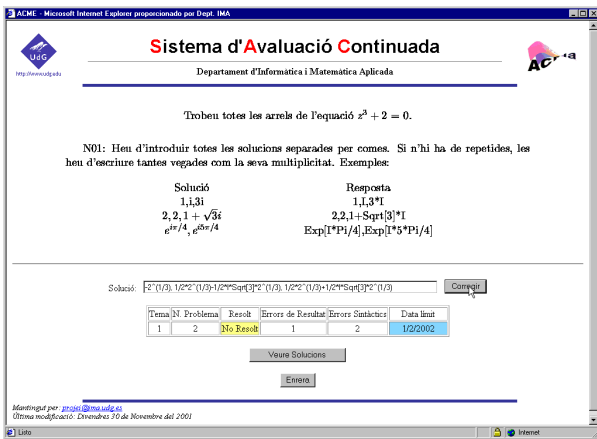 ACME - Microsoft Internet Explorer proporcionado por Dept. IMA
UdG
http://www.udg.edu
Sistema d'Avaluació Continuada
Departament d'Informàtica i Matemàtica Aplicada
Trobeu totes les arrels de l'equació z³ + 2 = 0.
N01: Heu d'introduir totes les solucions separades per comes. Si n'hi ha de repetides, les
heu d'escriure tantes vegades com la seva multiplicitat. Exemples:
Solució Resposta
1,i,3i 1,I,3*I
2, 2, 1 + √3i 2,2,1+Sqrt[3]*I
e^{iπ/4}, e^{i5π/4} Exp[I*Pi/4],Exp[I*5*Pi/4]
Solució: -2^(1/3), 1/2*2^(1/3)-1/2*I*Sqrt[3]*2^(1/3), 1/2*2^(1/3)+1/2*I*Sqrt[3]*2^(1/3) Corregir
Tema N. Problema Resolt Errors de Resultat Errors Sintàctics Data límit
1 2 No Resolt 1 2 1/2/2002
Veure Solucions
Enrera
Mantingut per: projei@ima.udg.es
Última modificació: Divendres 30 de Novembre del 2001
Listo Internet